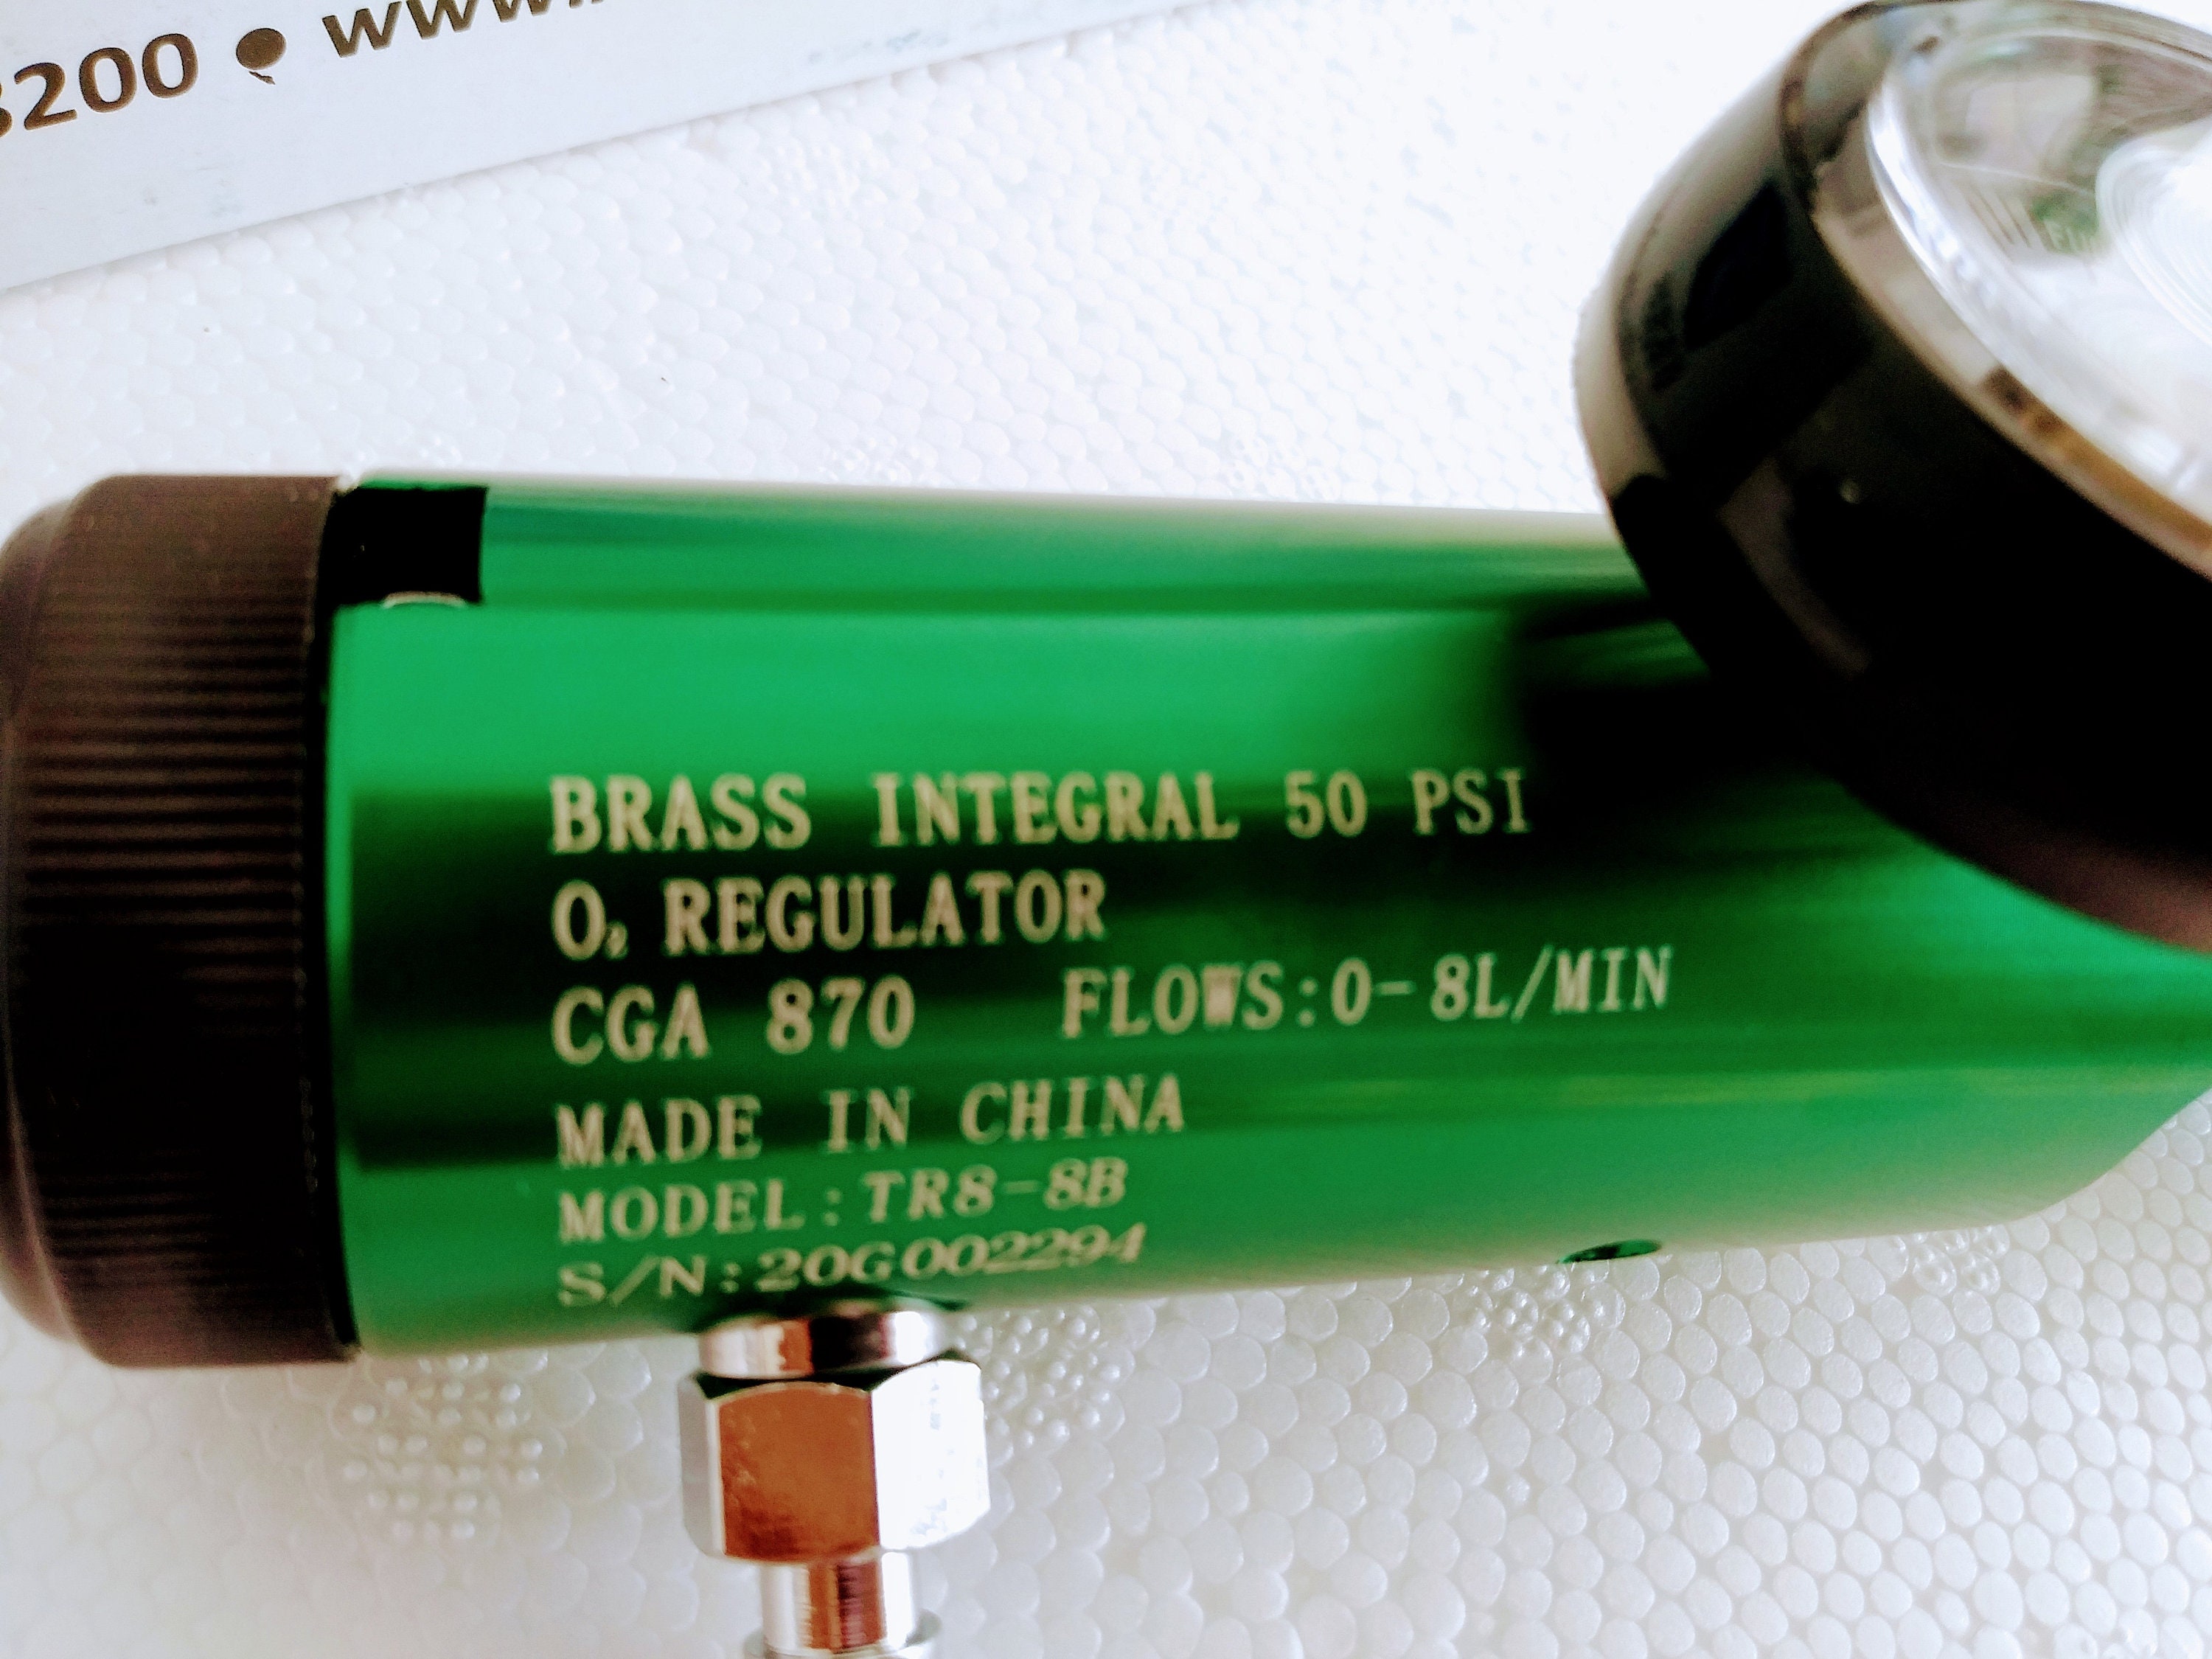 3200 • www.
BRASS INTEGRAL 50 PSI
O₂ REGULATOR
CGA 870 FLOWS:0-8L/MIN
MADE IN CHINA
MODEL:TR8-8B
S/N:20G002294